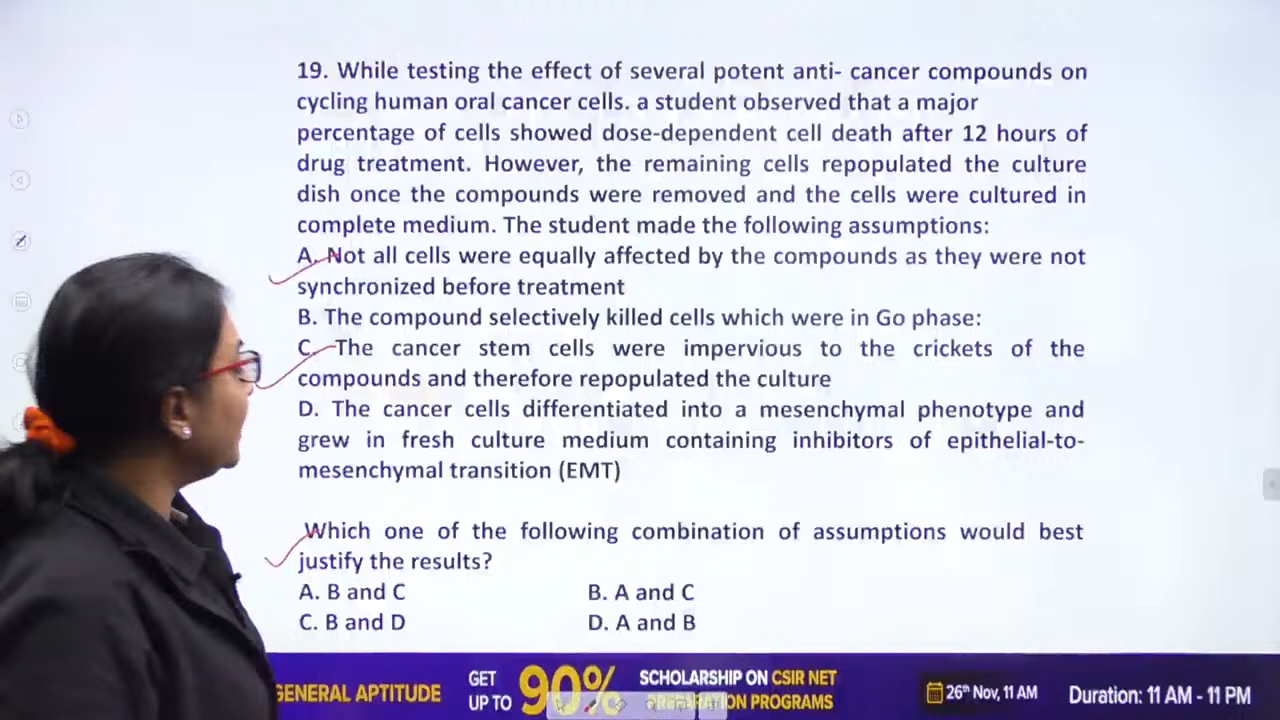 19. While testing the effect of several potent anti- cancer compounds on
cycling human oral cancer cells. a student observed that a major
percentage of cells showed dose-dependent cell death after 12 hours of
drug treatment. However, the remaining cells repopulated the culture
dish once the compounds were removed and the cells were cultured in
complete medium. The student made the following assumptions:
A. Not all cells were equally affected by the compounds as they were not
synchronized before treatment
B. The compound selectively killed cells which were in Go phase:
C. The cancer stem cells were impervious to the crickets of the
compounds and therefore repopulated the culture
D. The cancer cells differentiated into a mesenchymal phenotype and
grew in fresh culture medium containing inhibitors of epithelial-to-
mesenchymal transition (EMT)
Which one of the following combination of assumptions would best
justify the results?
A. B and C B. A and C
C. B and D D. A and B
GENERAL APTITUDE
GET
UP TO
90%
SCHOLARSHIP ON CSIR NET
PREPARATION PROGRAMS
26th Nov, 11 AM
Duration: 11 AM - 11 PM